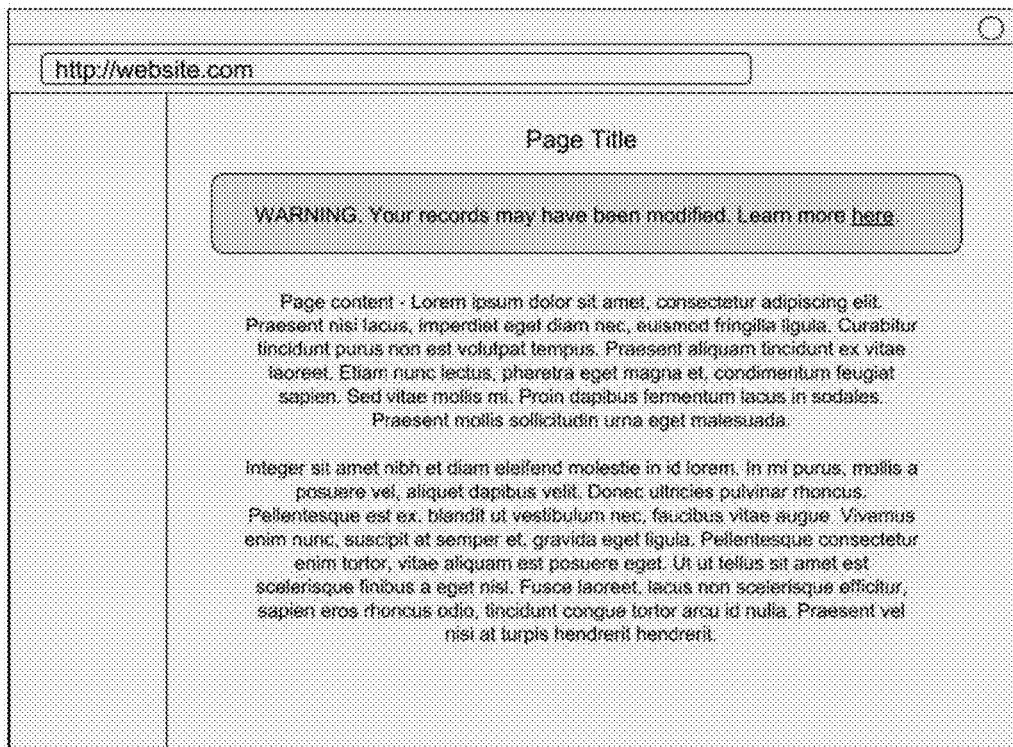 http://website.com
Page Title
WARNING. Your records may have been modified. Learn more here.
Page content - Lorem ipsum dolor sit amet, consectetur adipiscing elit.
Praesent nisi lacus, imperdiet eget diam nec, euismod fringilla ligula. Curabitur
tincidunt purus non est volutpat tempus. Praesent aliquam tincidunt ex vitae
laoreet. Etiam nunc lectus, pharetra eget magna et, condimentum feugiat
sapien. Sed vitae mollis mi. Proin dapibus fermentum lacus in sodales.
Praesent mollis sollicitudin urna eget malesuada.
Integer sit amet nibh et diam eleifend molestie in id lorem. In mi purus, mollis a
posuere vel, aliquet dapibus velit. Donec ultricies pulvinar rhoncus.
Pellentesque est ex, blandit ut vestibulum nec, faucibus vitae augue. Vivamus
enim nunc, suscipit at semper et, gravida eget ligula. Pellentesque consectetur
enim tortor, vitae aliquam est posuere eget. Ut ut tellus sit amet est
scelerisque finibus a eget nisl. Fusce laoreet, lacus non scelerisque efficitur,
sapien eros rhoncus odio, tincidunt congue tortor arcu id nulla. Praesent vel
nisi at turpis hendrerit hendrerit.